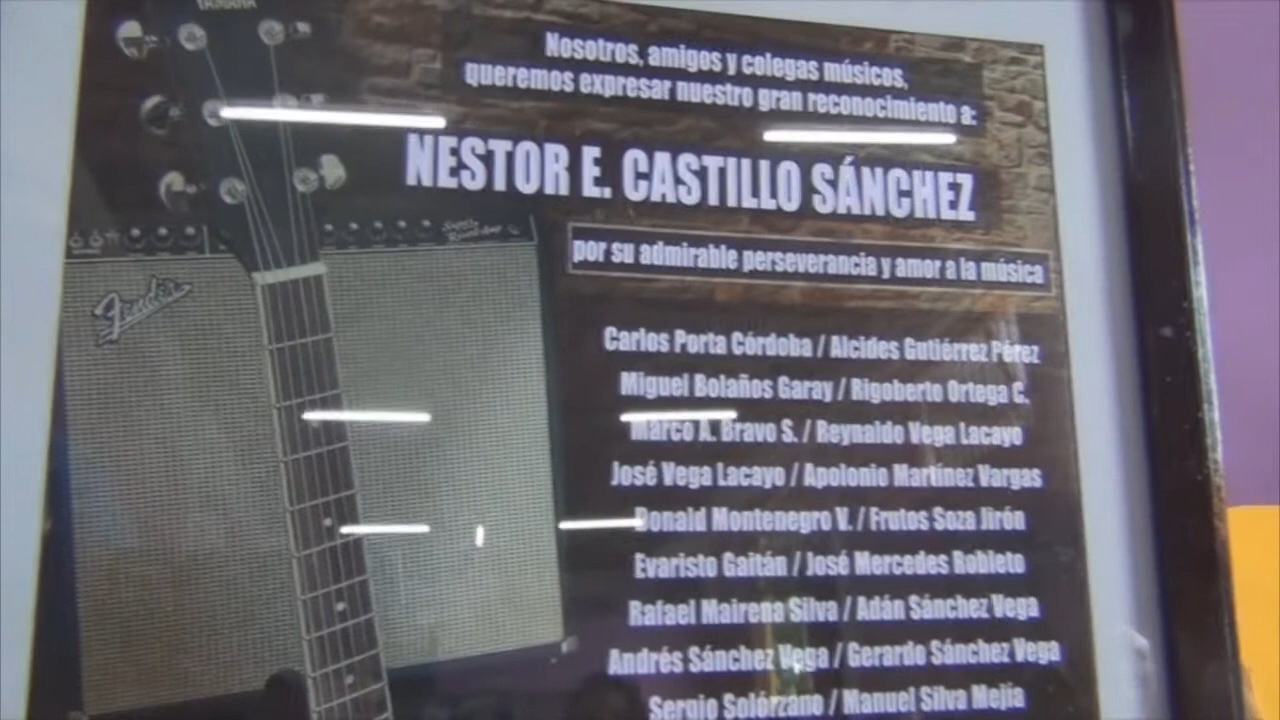 YAMAHA
Nosotros, amigos y colegas músicos,
queremos expresar nuestro gran reconocimiento a:
NESTOR E. CASTILLO SÁNCHEZ
por su admirable perseverancia y amor a la música
Fender
Carlos Porta Córdoba / Alcides Gutiérrez Pérez
Miguel Bolaños Garay / Rigoberto Ortega C.
Marco A. Bravo S. / Reynaldo Vega Lacayo
José Vega Lacayo / Apolonio Martínez Vargas
Donald Montenegro V. / Frutos Soza Jirón
Evaristo Gaitán / José Mercedes Robleto
Rafael Mairena Silva / Adán Sánchez Vega
Andrés Sánchez Vega / Gerardo Sánchez Vega
Sergio Solórzano / Manuel Silva Mejía